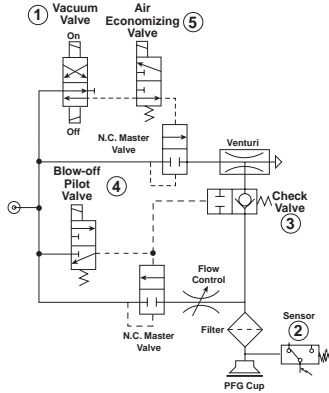 1
Vacuum
Valve
On
Off
Air
Economizing
Valve
5
N.C. Master
Valve
Venturi
Blow-off
Pilot
Valve
4
Check
Valve
3
Flow
Control
N.C. Master
Valve
Filter
Sensor
2
PFG Cup